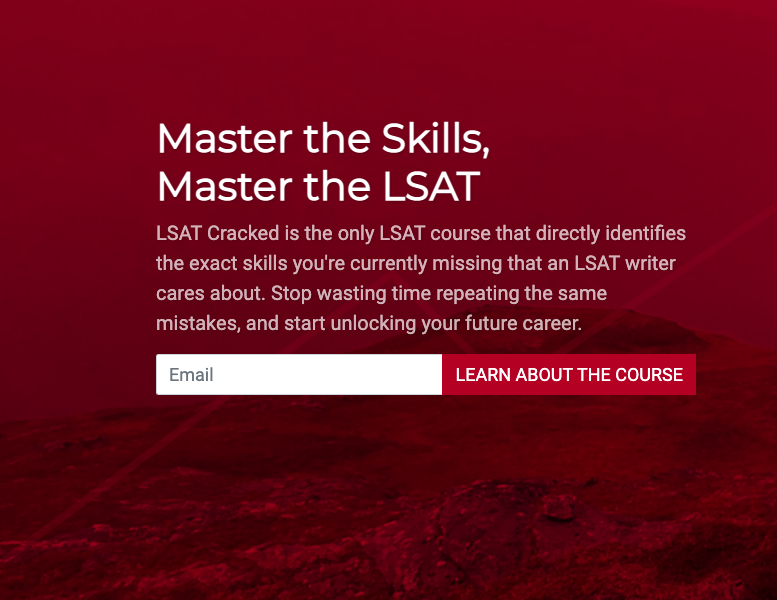 Master the Skills,
Master the LSAT
LSAT Cracked is the only LSAT course that directly identifies
the exact skills you're currently missing that an LSAT writer
cares about. Stop wasting time repeating the same
mistakes, and start unlocking your future career.
Email
LEARN ABOUT THE COURSE